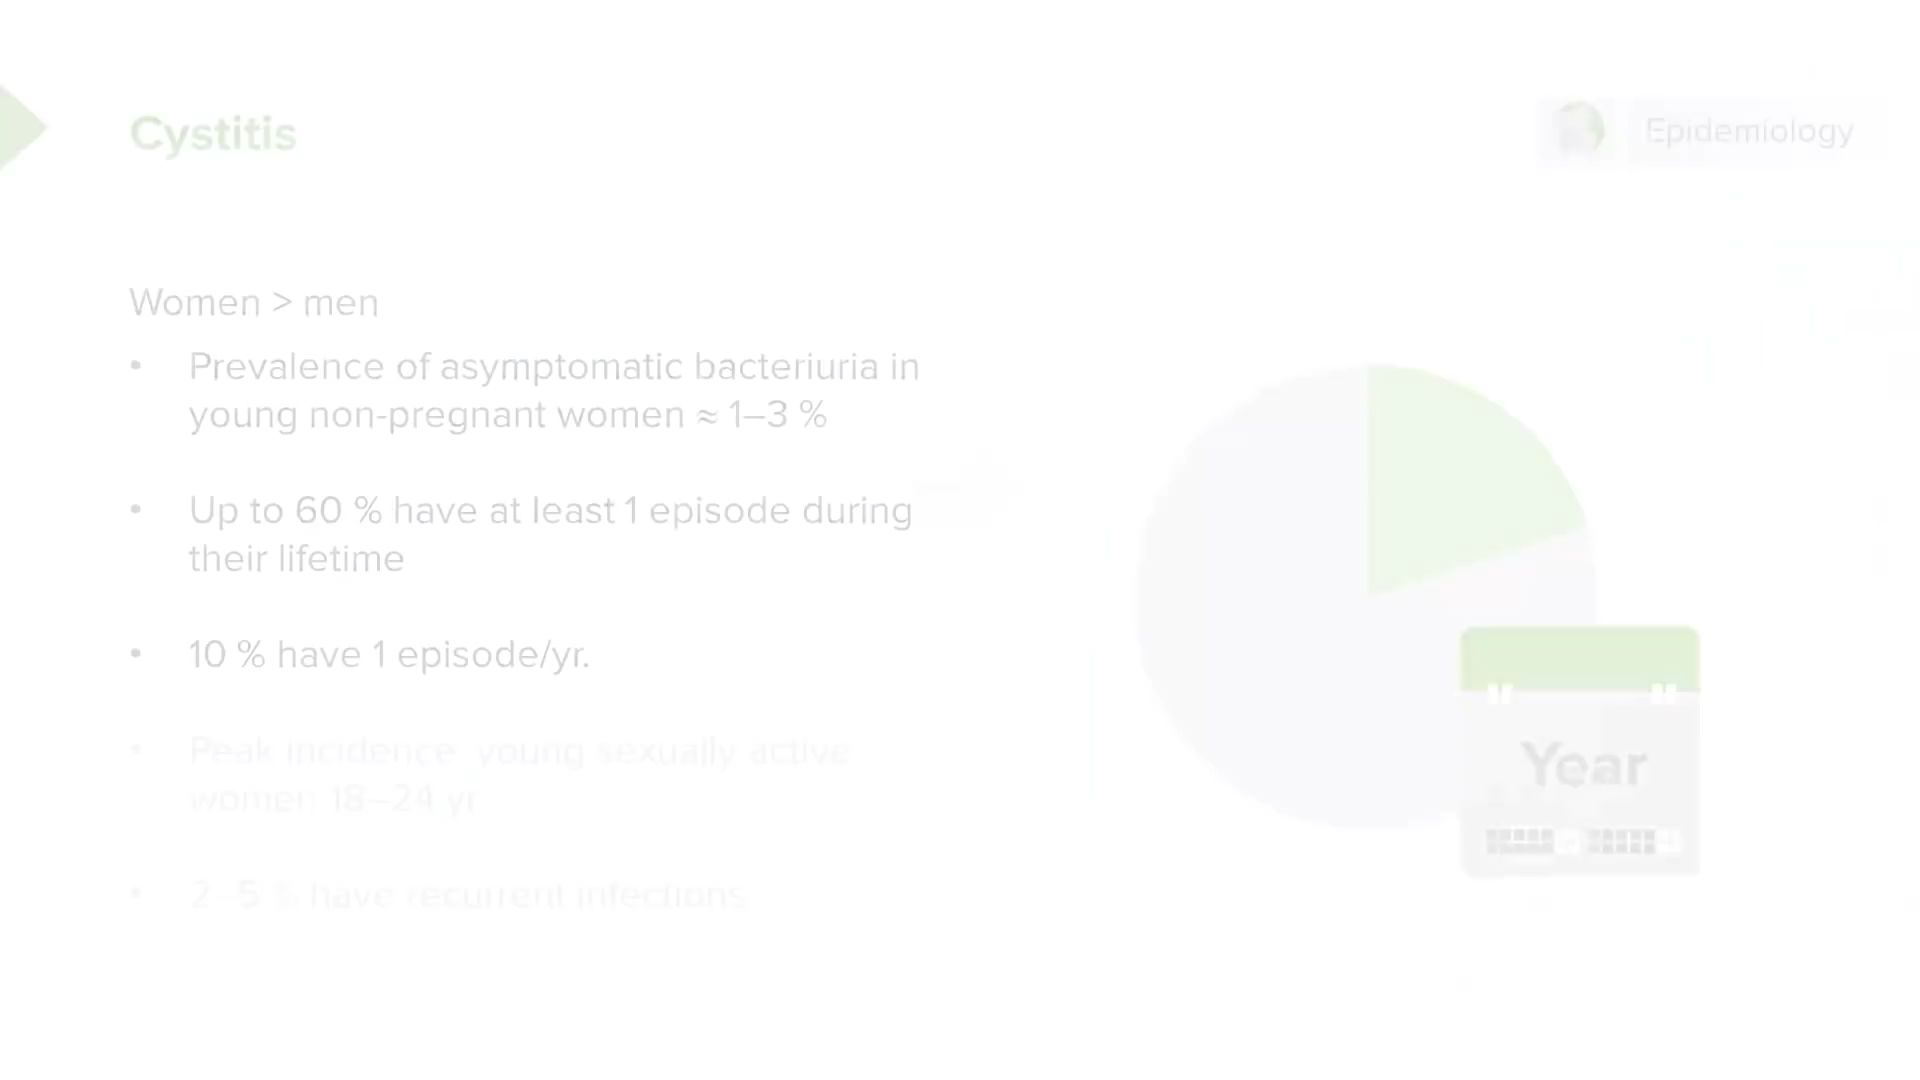 Cystitis
Epidemiology
Women > men
• Prevalence of asymptomatic bacteriuria in
young non-pregnant women ≈ 1–3 %
• Up to 60 % have at least 1 episode during
their lifetime
• 10 % have 1 episode/yr.
• Peak incidence young sexually active
women 18–24 yr
• 2–5 % have recurrent infections
Year